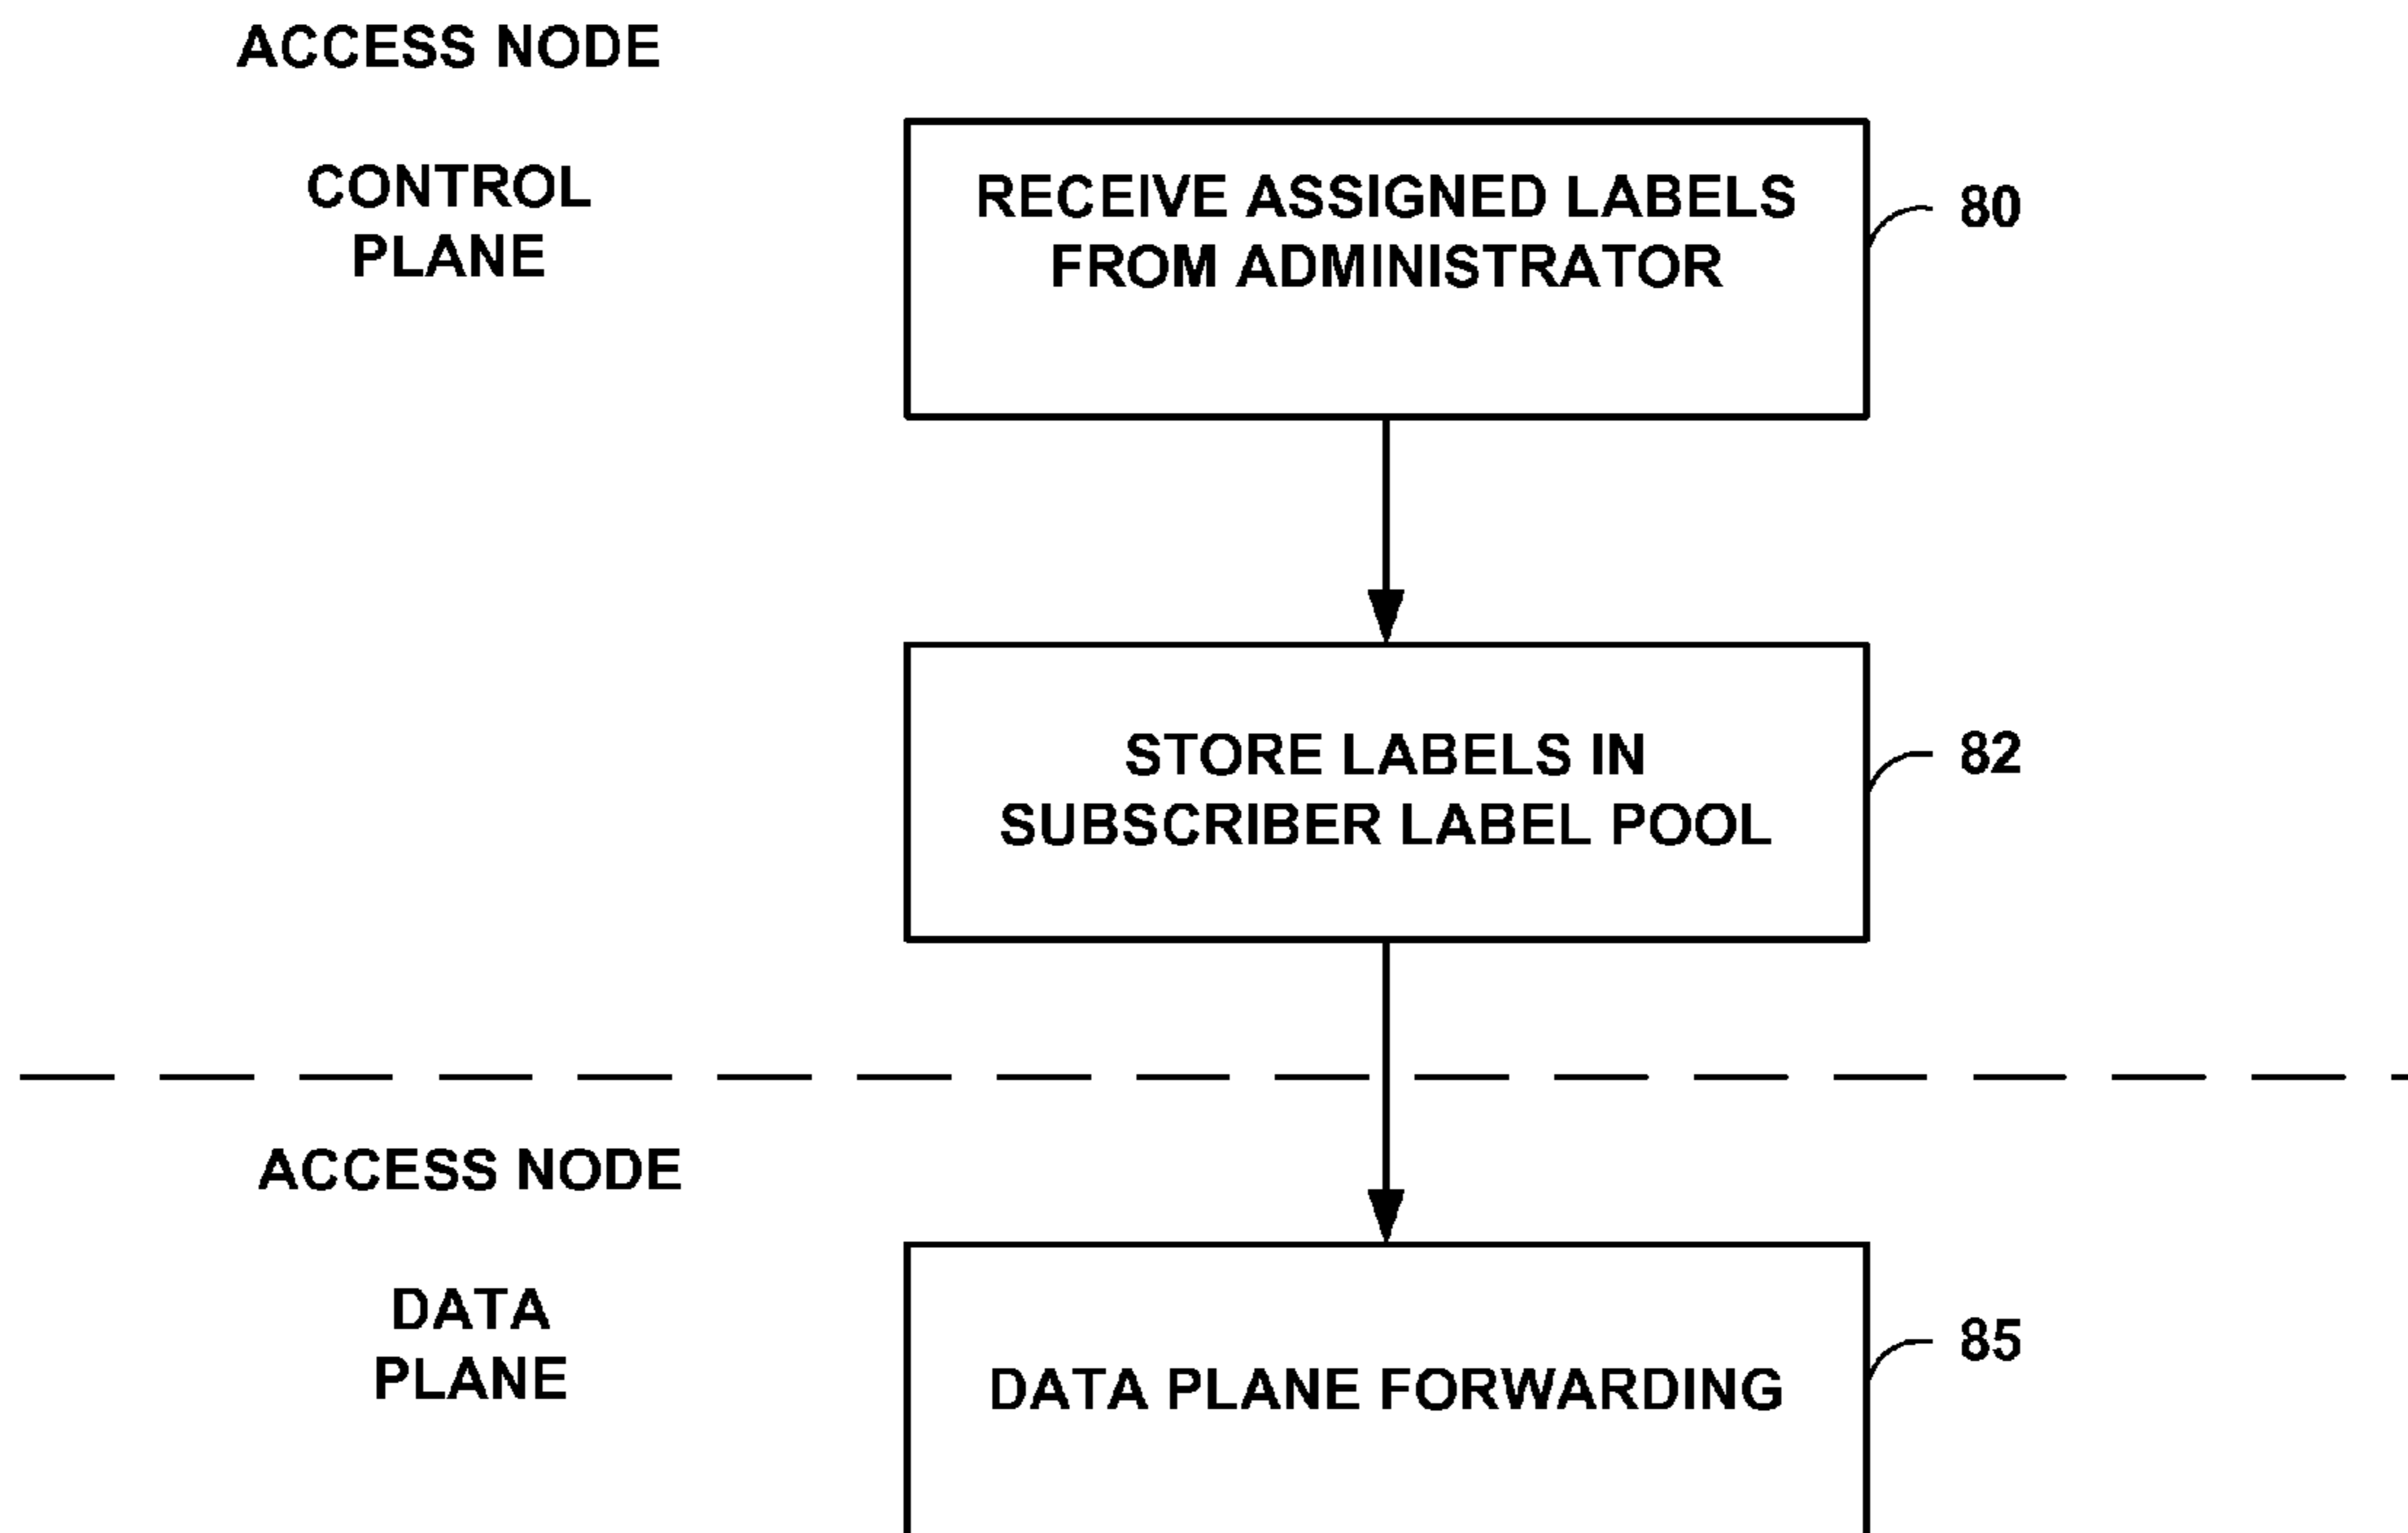 ACCESS NODE
CONTROL
PLANE
RECEIVE ASSIGNED LABELS
FROM ADMINISTRATOR
80
STORE LABELS IN
SUBSCRIBER LABEL POOL
82
ACCESS NODE
DATA
PLANE
DATA PLANE FORWARDING
85